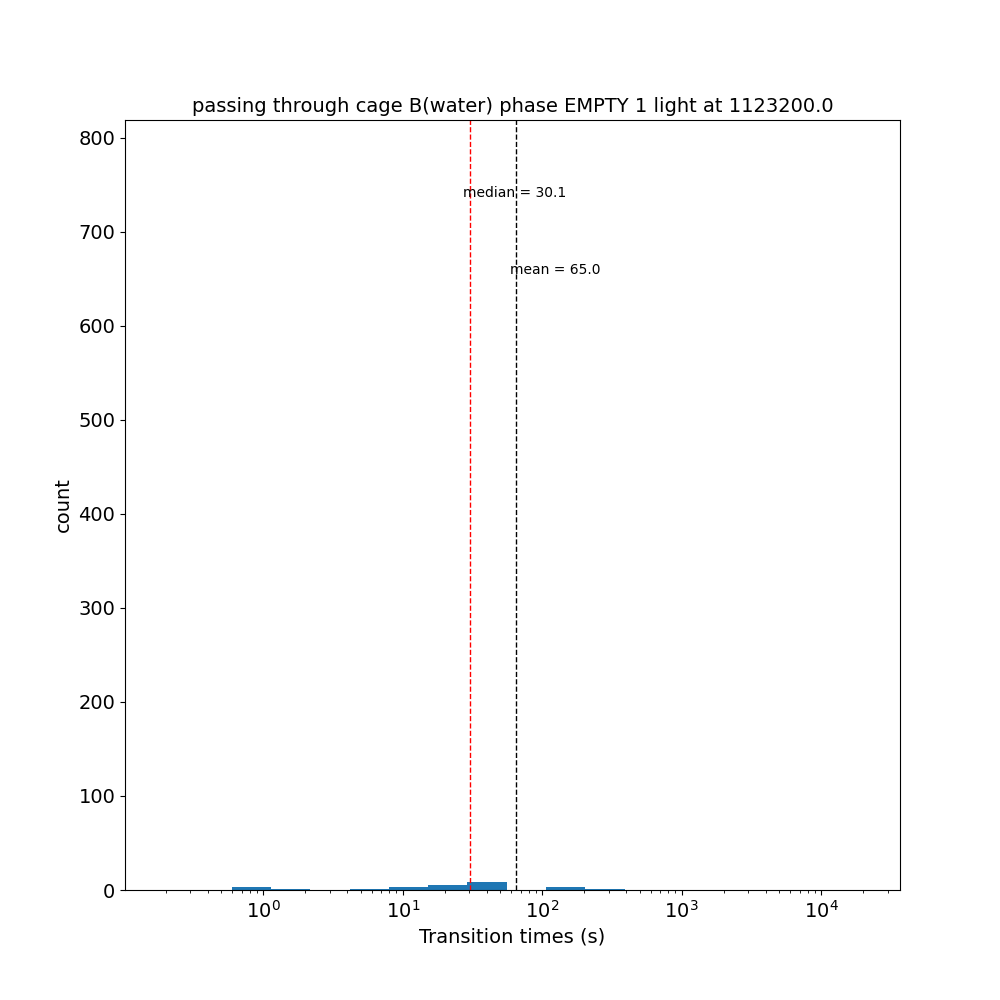 passing through cage B(water) phase EMPTY 1 light at 1123200.0
800
median = 30.1
700
mean = 65.0
600
500
count
400
300
200
100
0
10^0 10^1 10^2 10^3 10^4
Transition times (s)